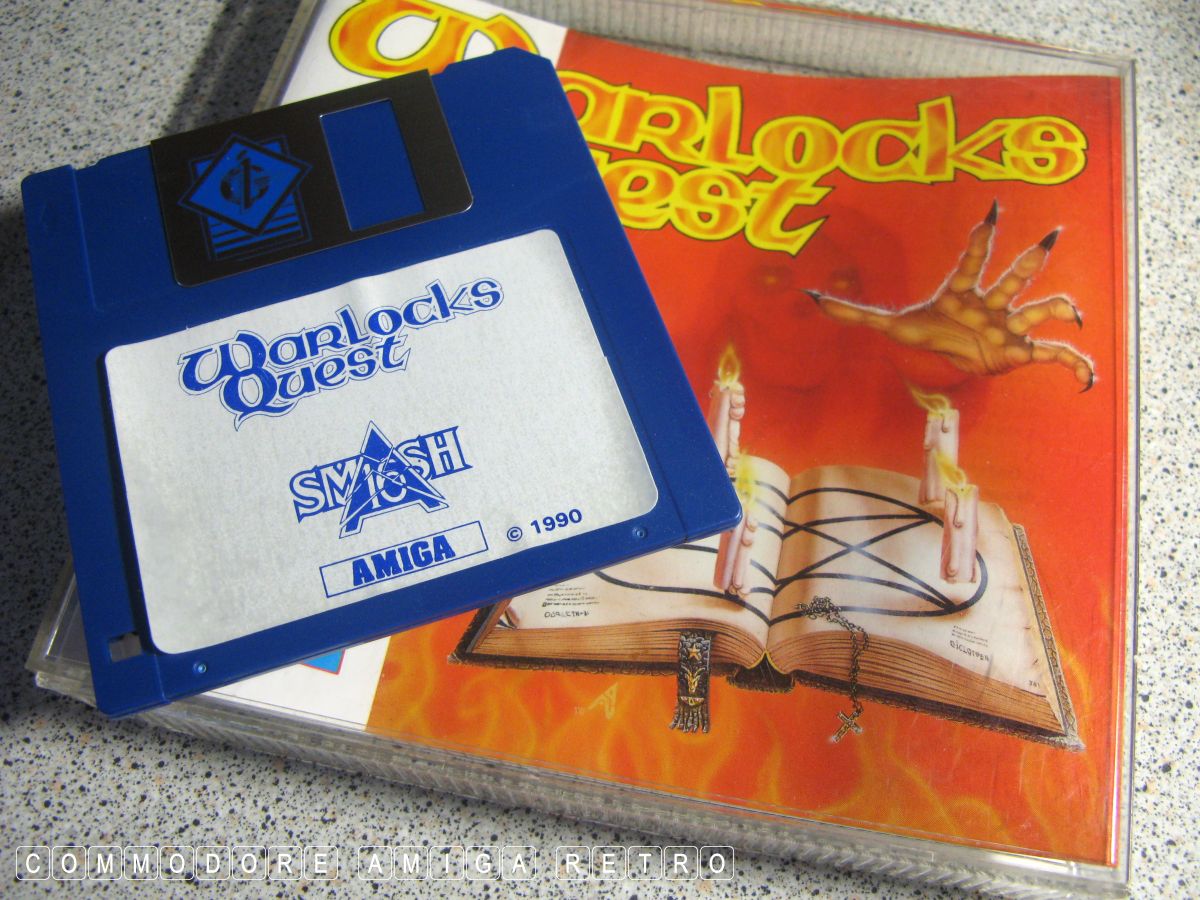 Warlocks
Quest
SMASH
16
AMIGA
© 1990
Warlocks
Quest
COMMODORE AMIGA RETRO